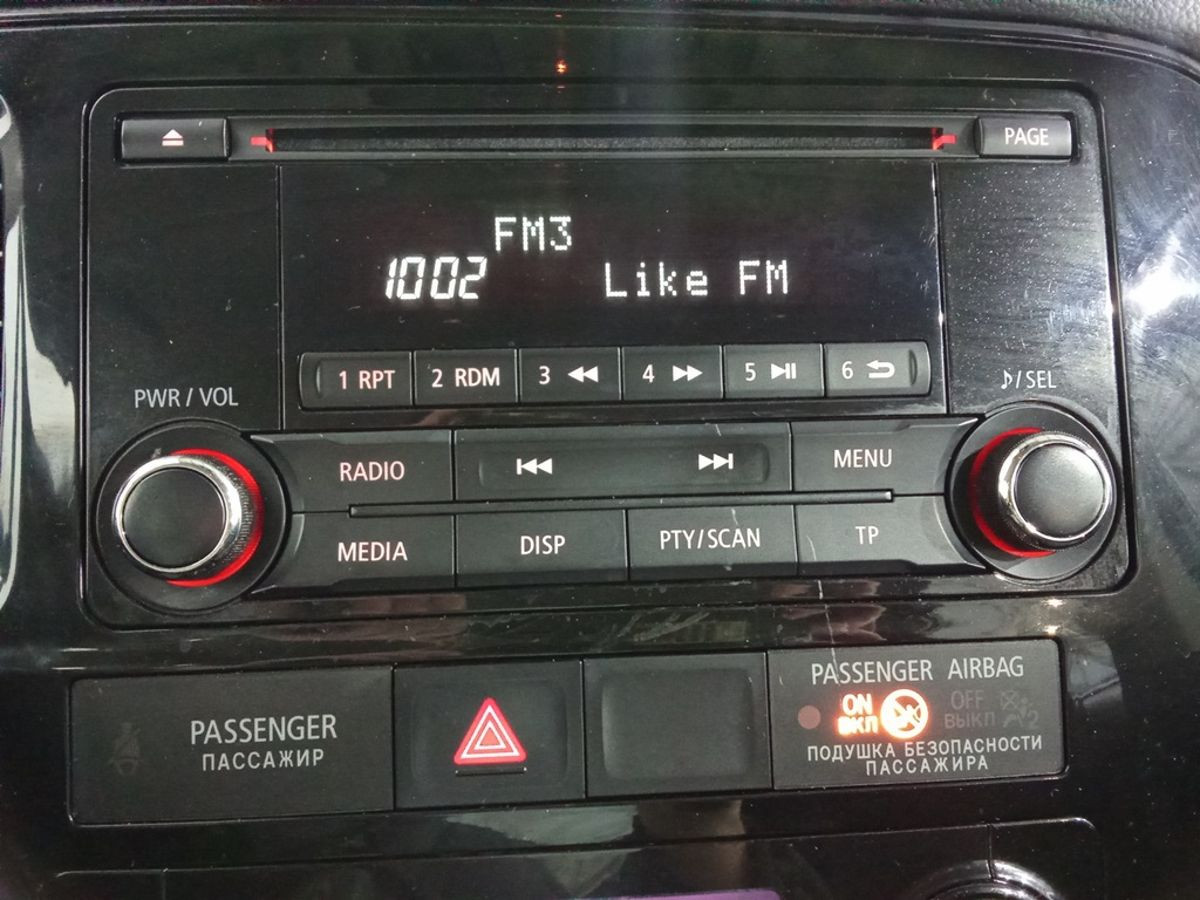 PAGE
FM3
1002 Like FM
1 RPT 2 RDM 3 4 5 6
PWR / VOL
/SEL
RADIO
MENU
MEDIA
DISP
PTY/SCAN
TP
PASSENGER
ПАССАЖИР
PASSENGER AIRBAG
ON OFF
ВКЛ ВЫКЛ 2
ПОДУШКА БЕЗОПАСНОСТИ
ПАССАЖИРА